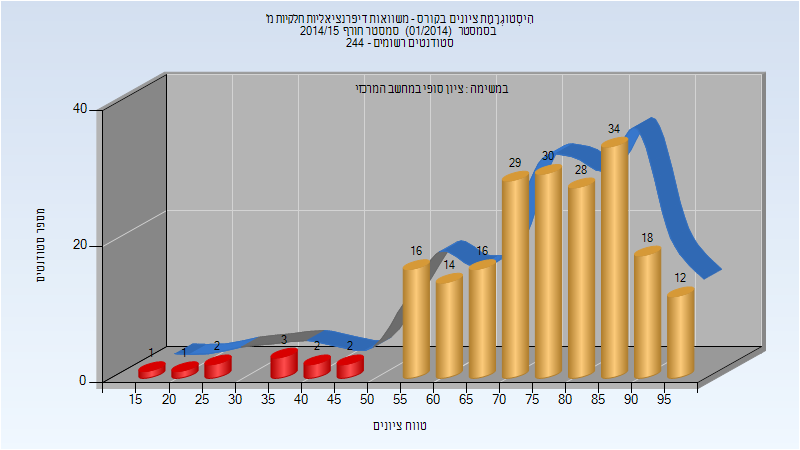 היסטוגרמת ציונים בקורס - משוואות דיפרנציאליות חלקיות מ'
בסמסטר (01/2014) סמסטר חורף 2014/15
סטודנטים רשומים - 244
במשימה : ציון סופי במחשב המרכזי
מספר סטודנטים
40
20
0
1
1
2
3
2
2
16
14
16
29
30
28
34
18
12
15 20 25 30 35 40 45 50 55 60 65 70 75 80 85 90 95
טווח ציונים